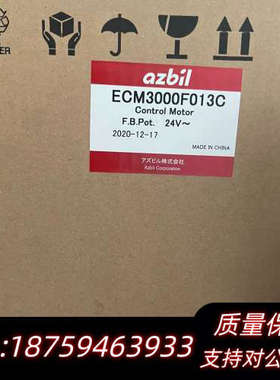 azbil
ECM3000F013C
Control Motor
F.B.Pot. 24V～
2020-12-17
MADE IN CHINA
アズビル株式会社
Azbil Corporation
质量保
:18759463933
支持对公